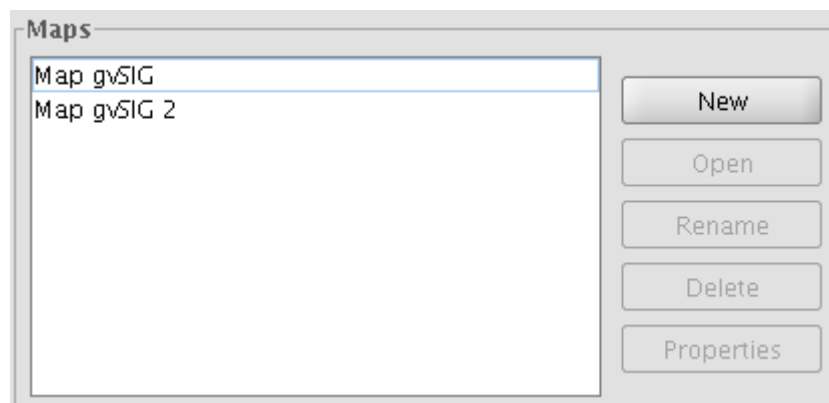 Maps
Map gvSIG
Map gvSIG 2
New
Open
Rename
Delete
Properties